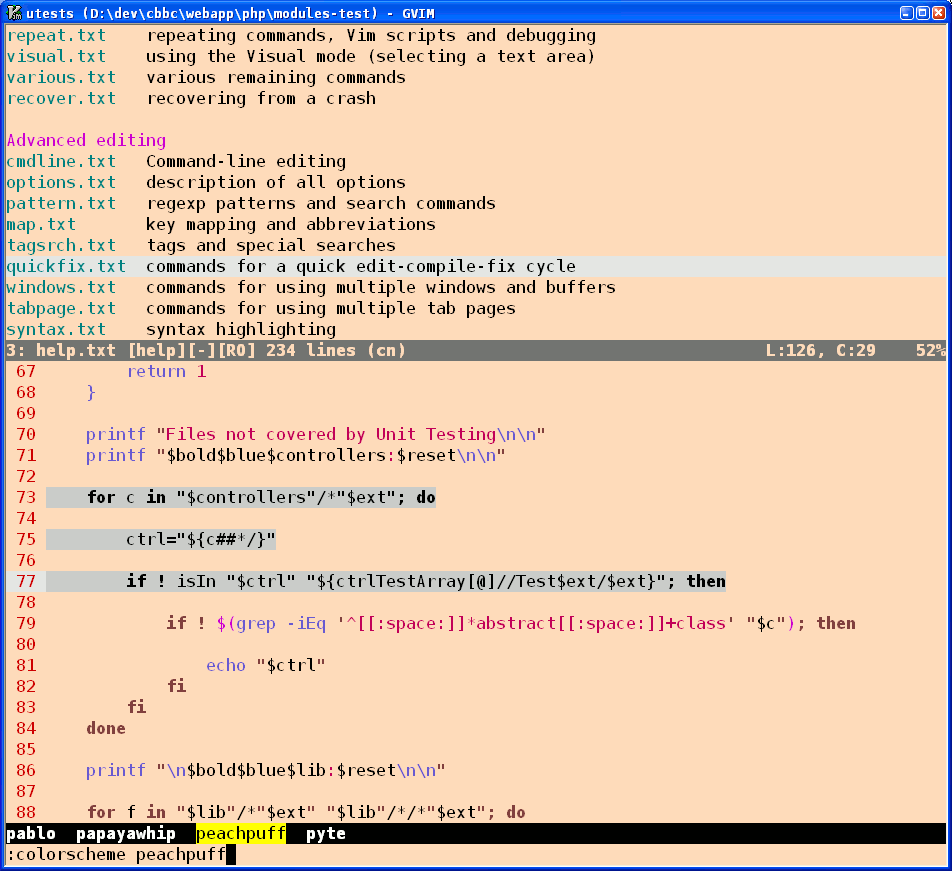 utests (D:\dev\cbbc\webapp\php\modules-test) - GVIM
repeat.txt    repeating commands, Vim scripts and debugging
visual.txt    using the Visual mode (selecting a text area)
various.txt   various remaining commands
recover.txt   recovering from a crash
Advanced editing
cmdline.txt   Command-line editing
options.txt   description of all options
pattern.txt   regexp patterns and search commands
map.txt       key mapping and abbreviations
tagsrch.txt   tags and special searches
quickfix.txt  commands for a quick edit-compile-fix cycle
windows.txt   commands for using multiple windows and buffers
tabpage.txt   commands for using multiple tab pages
syntax.txt    syntax highlighting
3: help.txt [help][-][RO] 234 lines (cn)                                    L:126, C:29    52%
67         return 1
68     }
69
70     printf "Files not covered by Unit Testing\n\n"
71     printf "$bold$blue$controllers:$reset\n\n"
72
73     for c in "$controllers"/*"$ext"; do
74
75         ctrl="${c##*/}"
76
77         if ! isIn "$ctrl" "${ctrlTestArray[@]//Test$ext/$ext}"; then
78
79             if ! $(grep -iEq '^[[:space:]]*abstract[[:space:]]+class' "$c"); then
80
81                 echo "$ctrl"
82             fi
83         fi
84     done
85
86     printf "\n$bold$blue$lib:$reset\n\n"
87
88     for f in "$lib"/*"$ext" "$lib"/*/*"$ext"; do
pablo  papayawhip  peachpuff  pyte
:colorscheme peachpuff